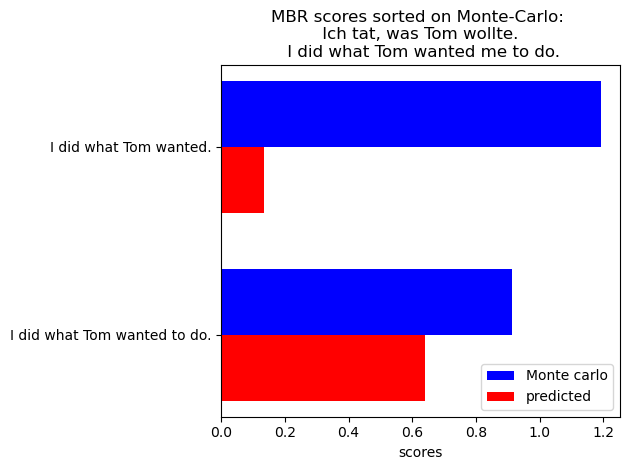 MBR scores sorted on Monte-Carlo:
Ich tat, was Tom wollte.
I did what Tom wanted me to do.
I did what Tom wanted.
I did what Tom wanted to do.
Monte carlo
predicted
0.0 0.2 0.4 0.6 0.8 1.0 1.2
scores